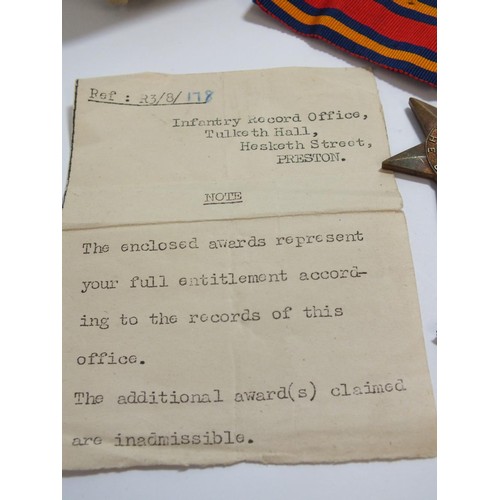 Ref : R3/8/178
Infantry Record Office,
Tulketh Hall,
Hesketh Street,
PRESTON.
NOTE
The enclosed awards represent
your full entitlement accord-
ing to the records of this
office.
The additional award(s) claimed
are inadmissible.